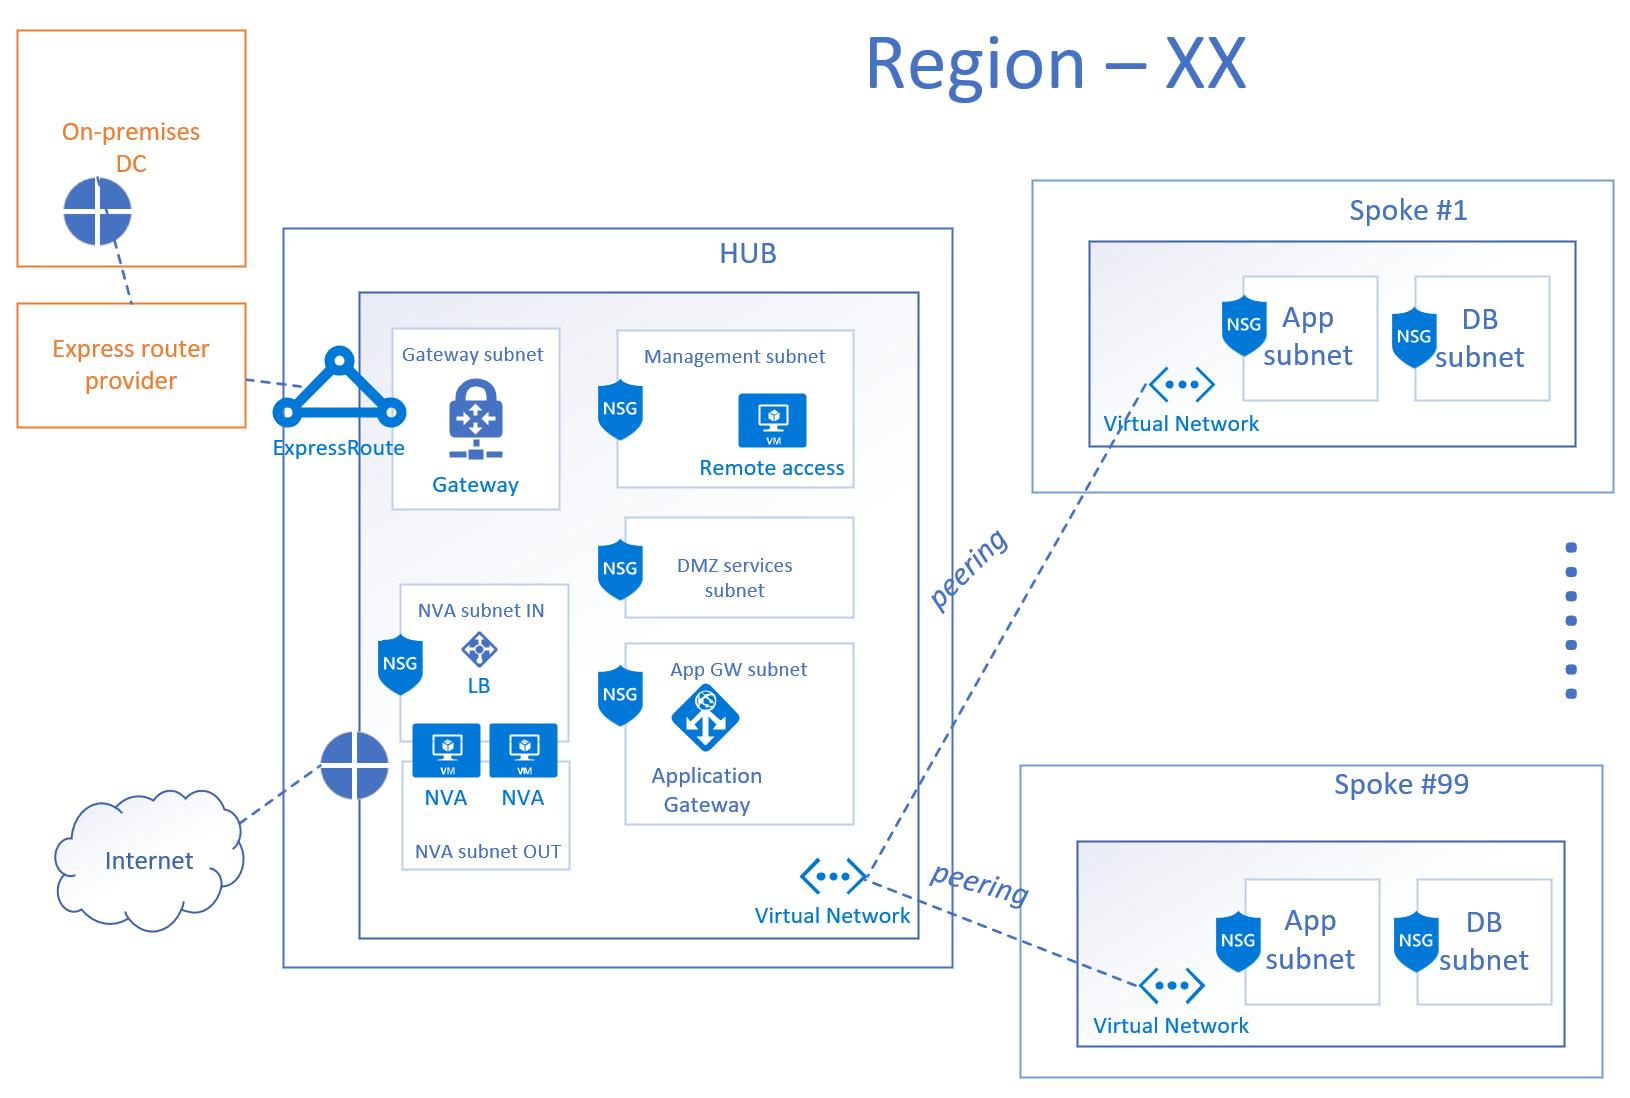 Region – XX
On-premises
DC
Express router
provider
ExpressRoute
Internet
HUB
Gateway subnet
Gateway
Management subnet
NSG
VM
Remote access
NSG
DMZ services
subnet
NVA subnet IN
NSG
LB
VM
VM
NVA
NVA
NVA subnet OUT
App GW subnet
NSG
Application
Gateway
Virtual Network
peering
peering
Spoke #1
NSG
App
subnet
NSG
DB
subnet
Virtual Network
Spoke #99
NSG
App
subnet
NSG
DB
subnet
Virtual Network